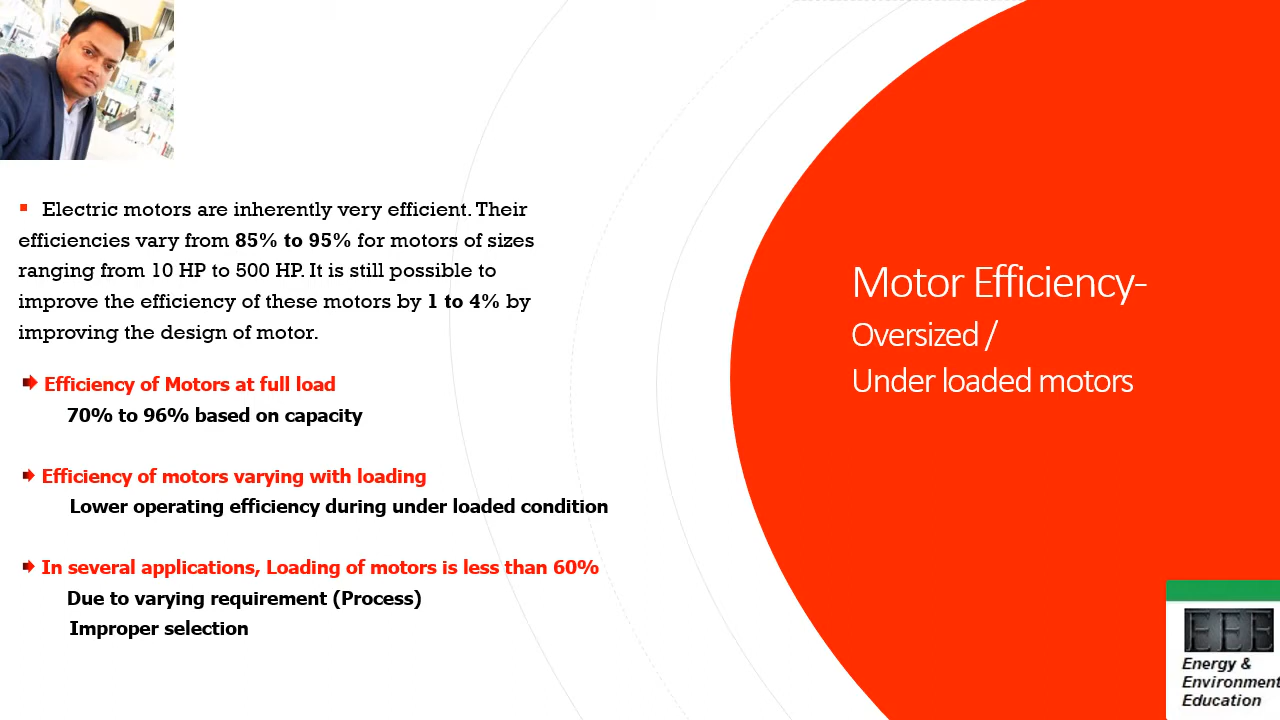 Electric motors are inherently very efficient. Their
efficiencies vary from 85% to 95% for motors of sizes
ranging from 10 HP to 500 HP. It is still possible to
improve the efficiency of these motors by 1 to 4% by
improving the design of motor.
Efficiency of Motors at full load
70% to 96% based on capacity
Efficiency of motors varying with loading
Lower operating efficiency during under loaded condition
In several applications, Loading of motors is less than 60%
Due to varying requirement (Process)
Improper selection
Motor Efficiency-
Oversized /
Under loaded motors
EEE
Energy &
Environment
Education